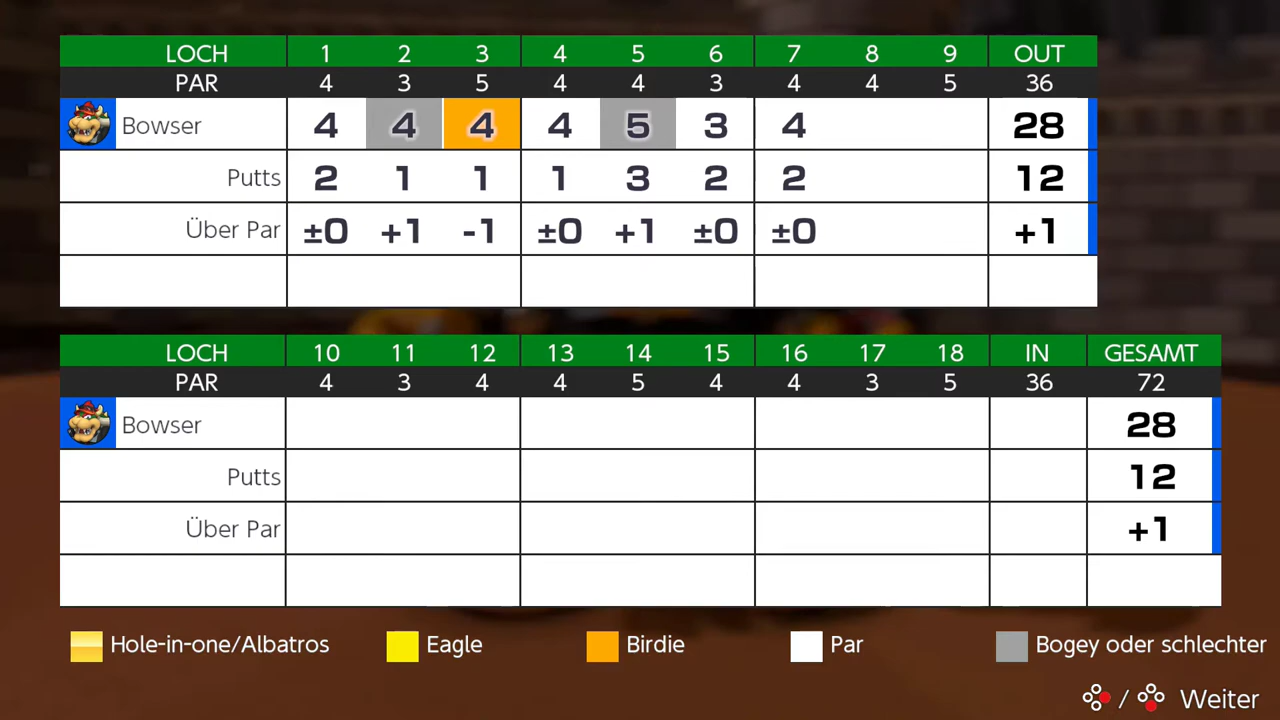 LOCH 1 2 3 4 5 6 7 8 9 OUT
PAR 4 3 5 4 4 3 4 4 5 36
Bowser 4 4 4 4 5 3 4 28
Putts 2 1 1 1 3 2 2 12
Über Par ±0 +1 -1 ±0 +1 ±0 ±0 +1
LOCH 10 11 12 13 14 15 16 17 18 IN GESAMT
PAR 4 3 4 4 5 4 4 3 5 36 72
Bowser 28
Putts 12
Über Par +1
Hole-in-one/Albatros Eagle Birdie Par Bogey oder schlechter
/ Weiter